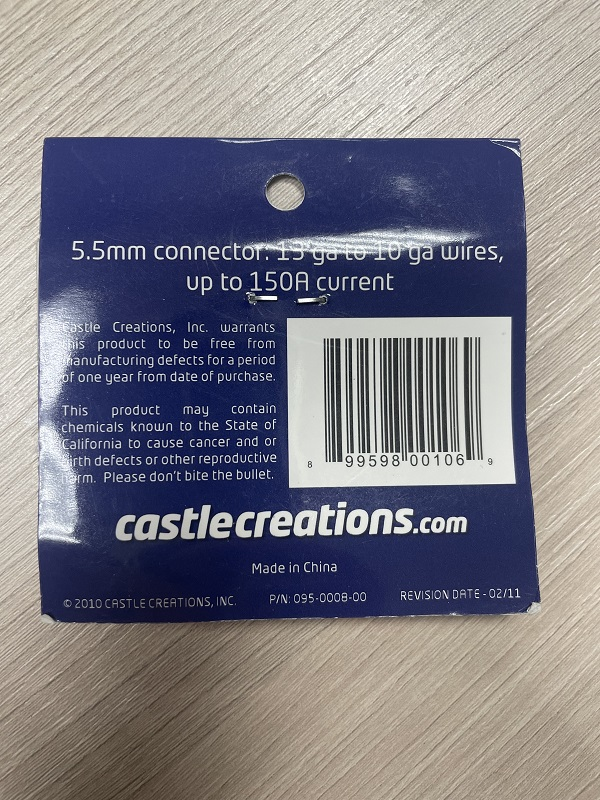 5.5mm connector: 13 ga to 10 ga wires,
up to 150A current
Castle Creations, Inc. warrants
this product to be free from
manufacturing defects for a period
of one year from date of purchase.
This product may contain
chemicals known to the State of
California to cause cancer and or
birth defects or other reproductive
harm. Please don't bite the bullet.
8 99598 00106 9
castlecreations.com
Made in China
© 2010 CASTLE CREATIONS, INC. P/N: 095-0008-00 REVISION DATE - 02/11